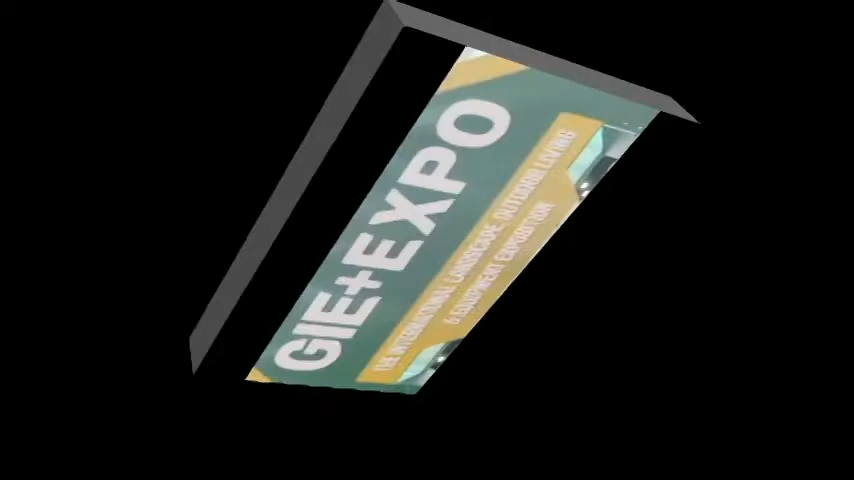 GIE+EXPO
THE INTERNATIONAL LANDSCAPE, OUTDOOR LIVING
& EQUIPMENT EXPOSITION